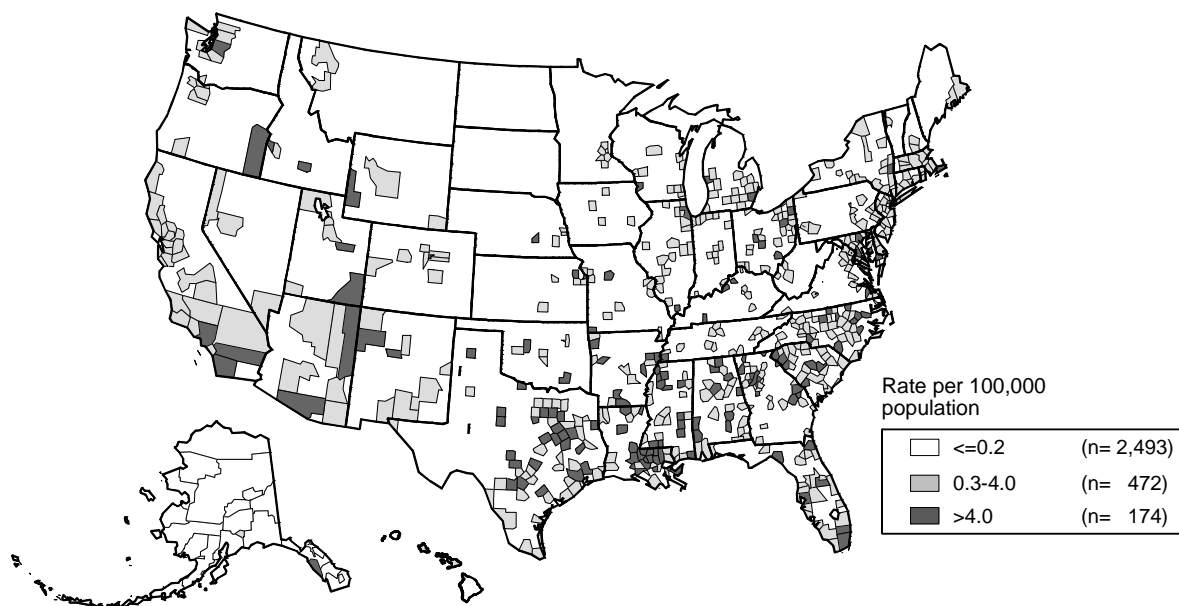 Rate per 100,000
population
<=0.2 (n= 2,493)
0.3-4.0 (n= 472)
>4.0 (n= 174)